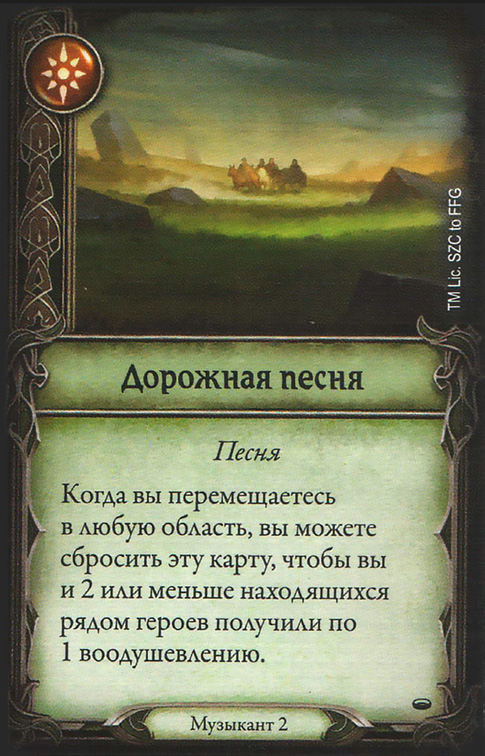 TM Lic. SZC to FFG
Дорожная песня
Песня
Когда вы перемещаетесь
в любую область, вы можете
сбросить эту карту, чтобы вы
и 2 или меньше находящихся
рядом героев получили по
1 воодушевлению.
Музыкант 2